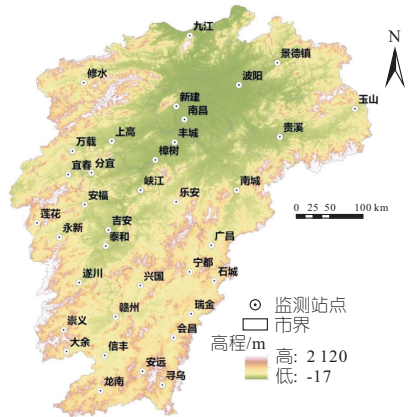 九江
N
景德镇
修水
波阳
新建
玉山
南昌
上高
丰城
贵溪
万载
樟树
宜春
分宜
峡江
南城
安福
乐安
莲花
0 25 50 100 km
吉安
永新
泰和
广昌
宁都
遂川
兴国
石城
赣州
瑞金
监测站点
崇义
市界
会昌
高程/m
大余
信丰
高: 2 120
安远
低: -17
龙南
寻乌